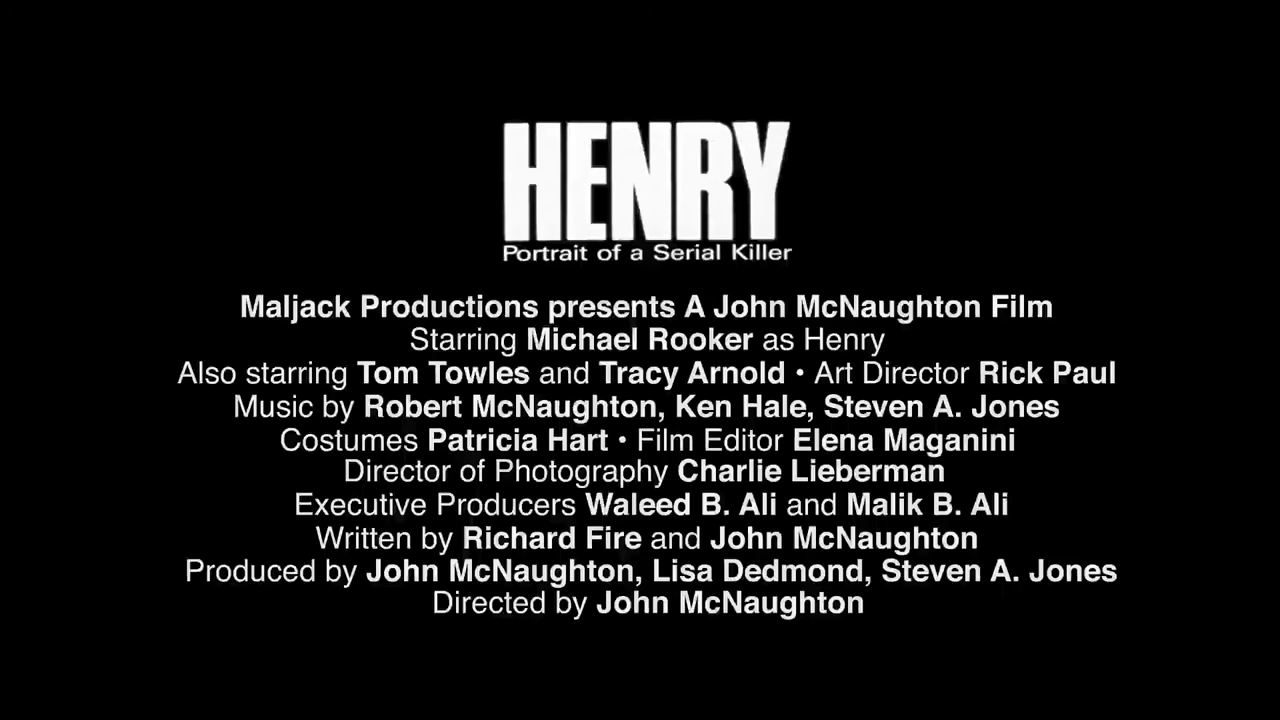 HENRY
Portrait of a Serial Killer
Maljack Productions presents A John McNaughton Film
Starring Michael Rooker as Henry
Also starring Tom Towles and Tracy Arnold • Art Director Rick Paul
Music by Robert McNaughton, Ken Hale, Steven A. Jones
Costumes Patricia Hart • Film Editor Elena Maganini
Director of Photography Charlie Lieberman
Executive Producers Waleed B. Ali and Malik B. Ali
Written by Richard Fire and John McNaughton
Produced by John McNaughton, Lisa Dedmond, Steven A. Jones
Directed by John McNaughton